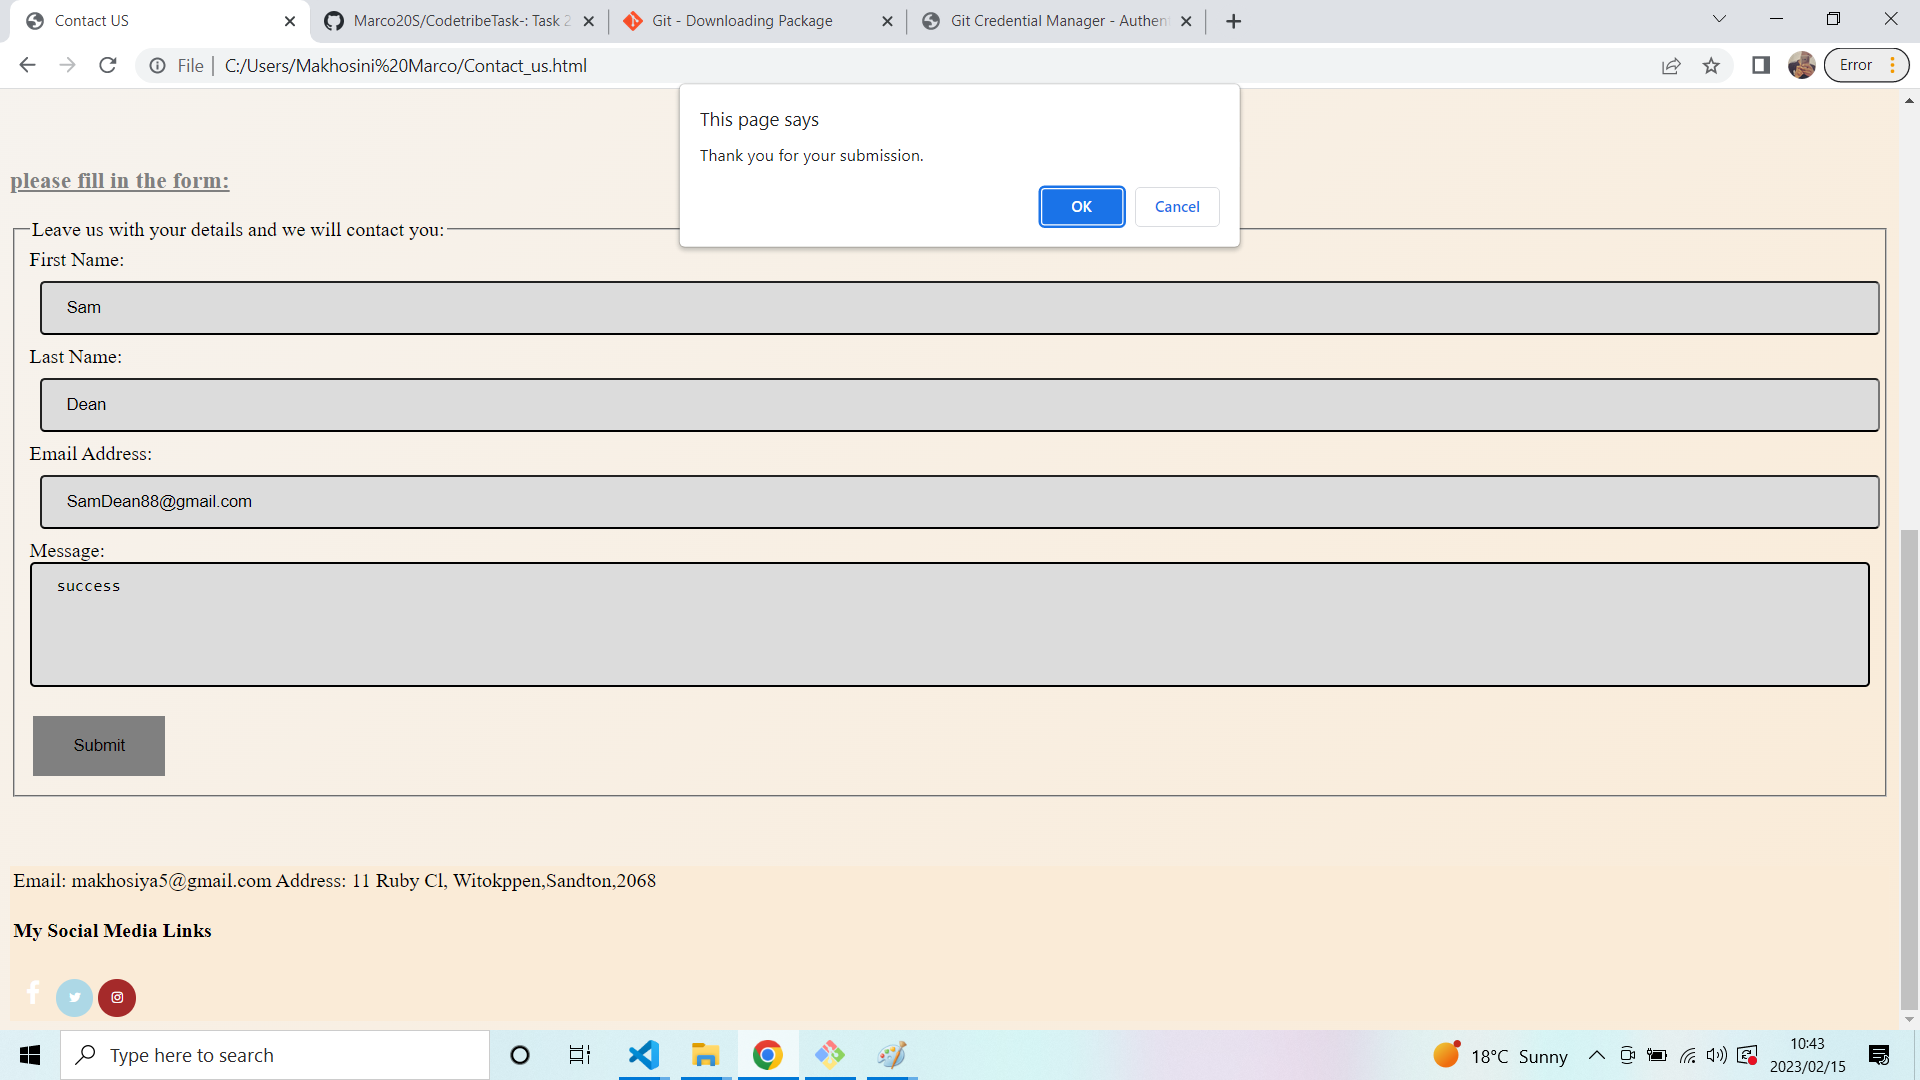 Contact US
Marco20S/CodetribeTask-: Task 2
Git - Downloading Package
Git Credential Manager - Authen
File
C:/Users/Makhosini%20Marco/Contact_us.html
Error
This page says
Thank you for your submission.
OK
Cancel
please fill in the form:
Leave us with your details and we will contact you:
First Name:
Sam
Last Name:
Dean
Email Address:
SamDean88@gmail.com
Message:
success
Submit
Email: makhosiya5@gmail.com Address: 11 Ruby Cl, Witokppen,Sandton,2068
My Social Media Links
Type here to search
18°C Sunny
10:43
2023/02/15